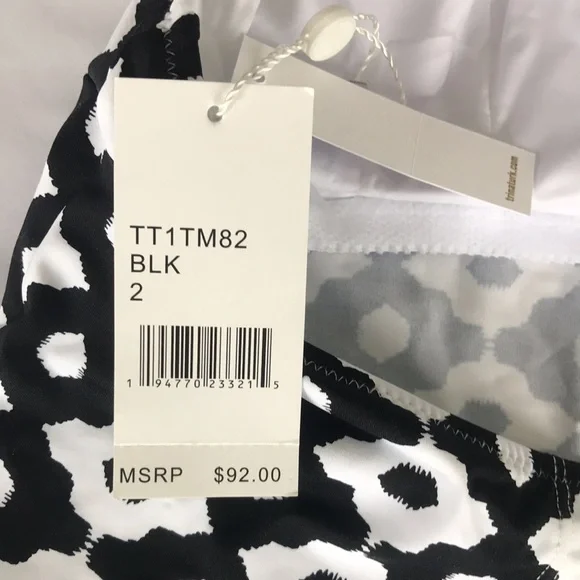 TT1TM82
BLK
2
1 94770 23321 5
MSRP $92.00
trinaturk.com